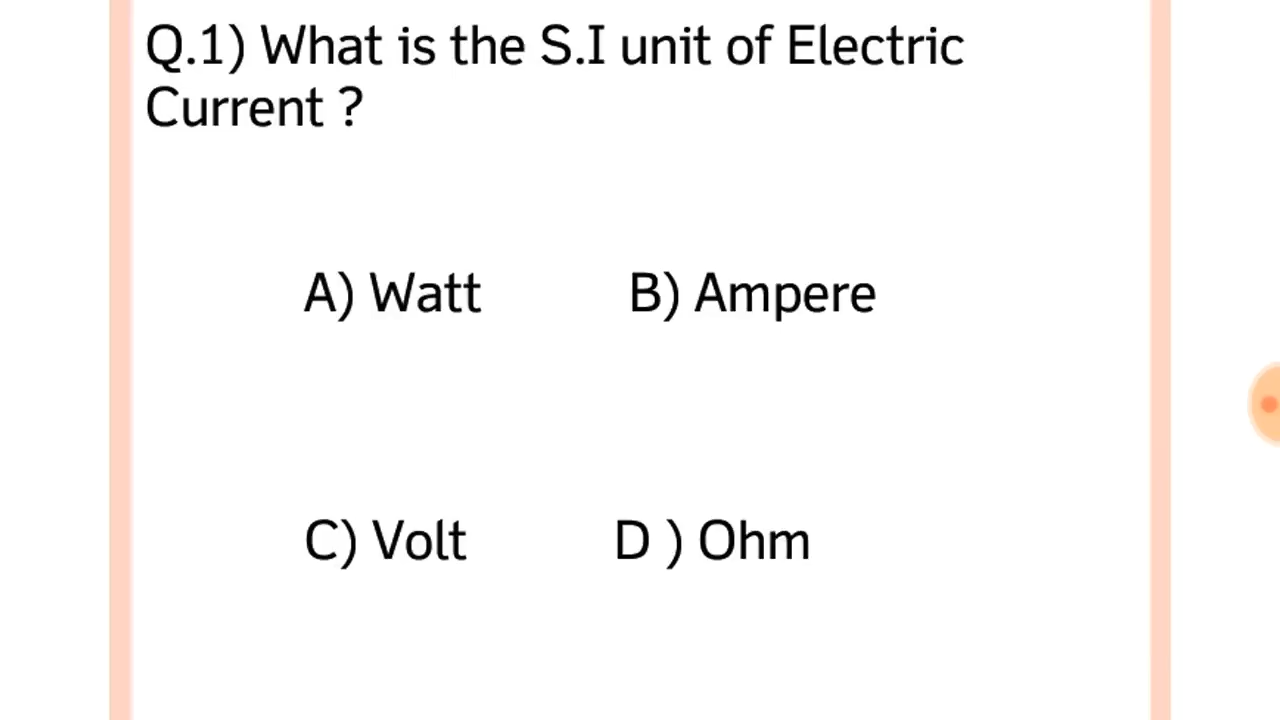 Q.1) What is the S.I unit of Electric
Current ?
A) Watt B) Ampere
C) Volt D ) Ohm